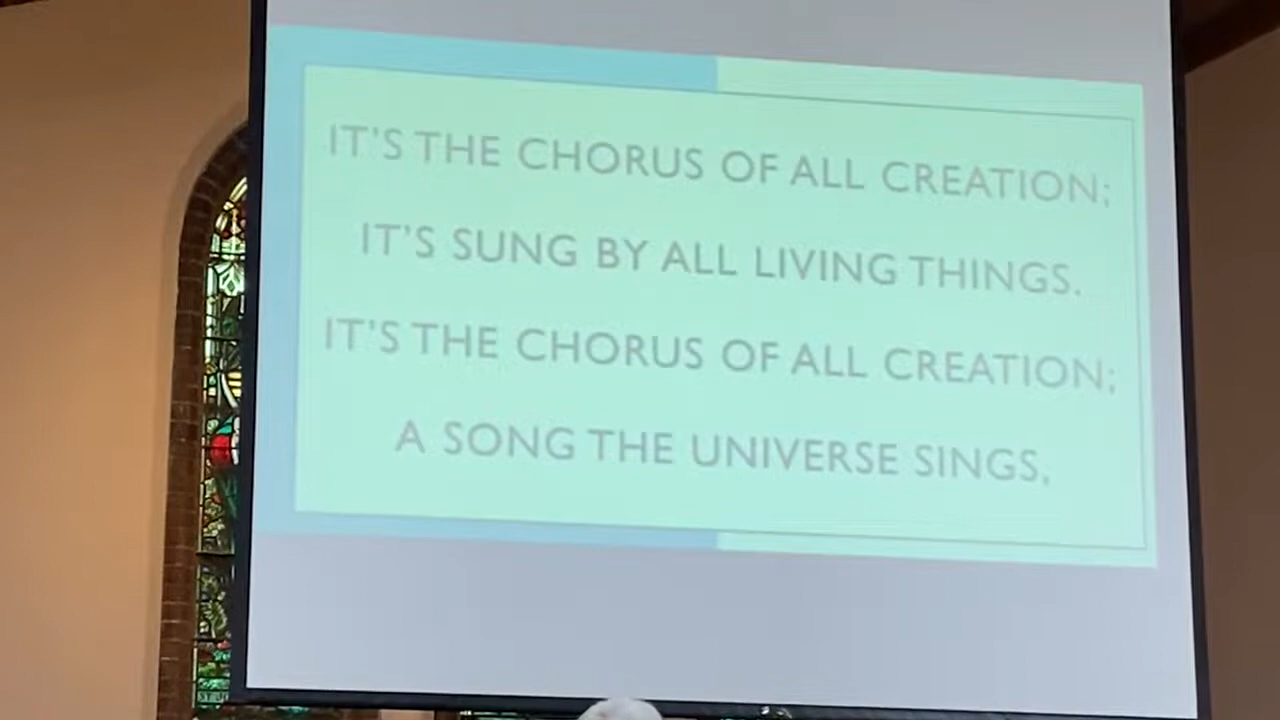 IT'S THE CHORUS OF ALL CREATION;
IT'S SUNG BY ALL LIVING THINGS.
IT'S THE CHORUS OF ALL CREATION;
A SONG THE UNIVERSE SINGS,